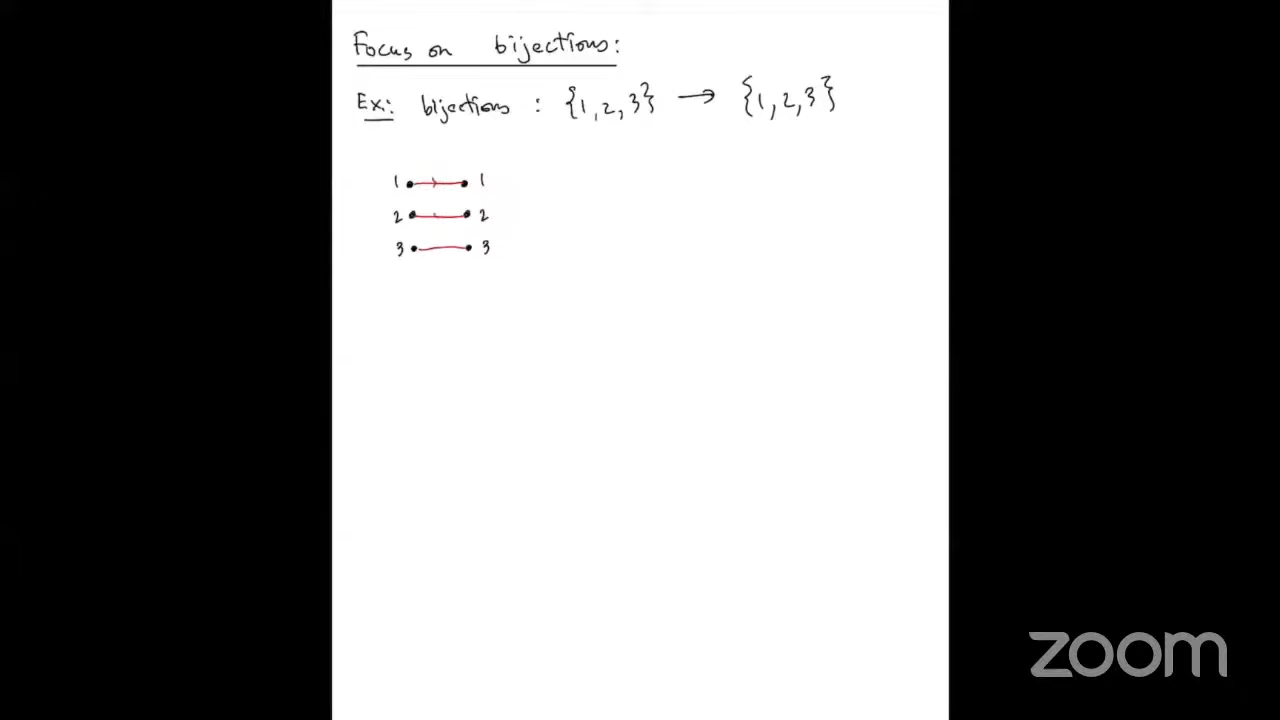 Focus on bijections:
Ex: bijections : {1, 2, 3} → {1, 2, 3}
1 1
2 2
3 3
zoom